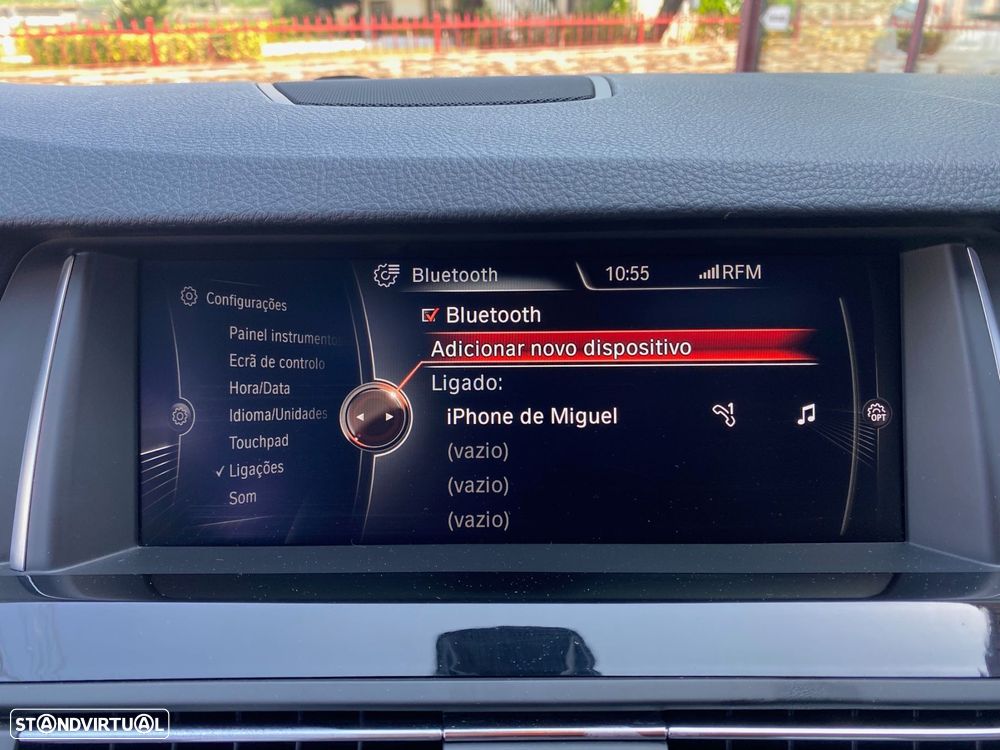 Bluetooth
10:55
RFM
Configurações
Painel instrumento
Ecrã de controlo
Hora/Data
Idioma/Unidades
Touchpad
Ligações
Som
Bluetooth
Adicionar novo dispositivo
Ligado:
iPhone de Miguel
(vazio)
(vazio)
(vazio)
OPT
STANDVIRTUAL